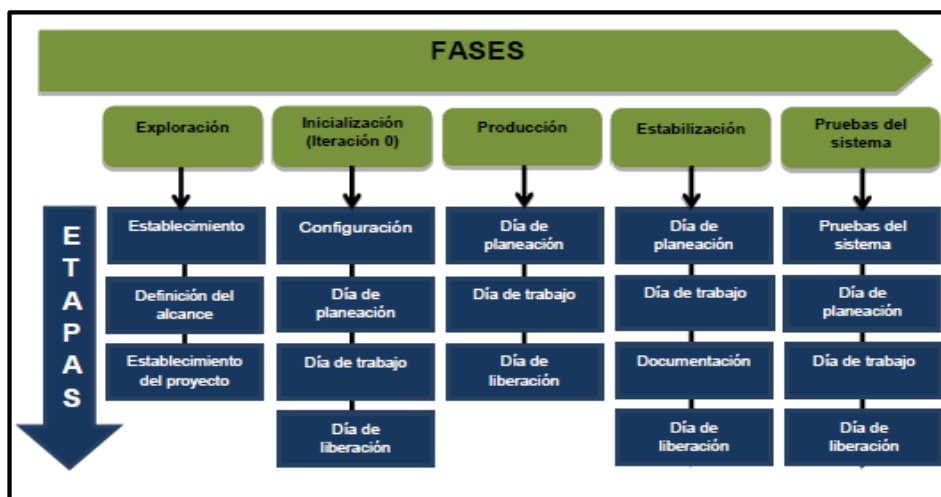 FASES
Exploración
Inicialización
(Iteración 0)
Producción
Estabilización
Pruebas del
sistema
ETAPAS
Establecimiento
Definición del
alcance
Establecimiento
del proyecto
Configuración
Día de
planeación
Día de trabajo
Día de
liberación
Día de
planeación
Día de trabajo
Día de
liberación
Día de
planeación
Día de trabajo
Documentación
Día de
liberación
Pruebas del
sistema
Día de
planeación
Día de trabajo
Día de
liberación